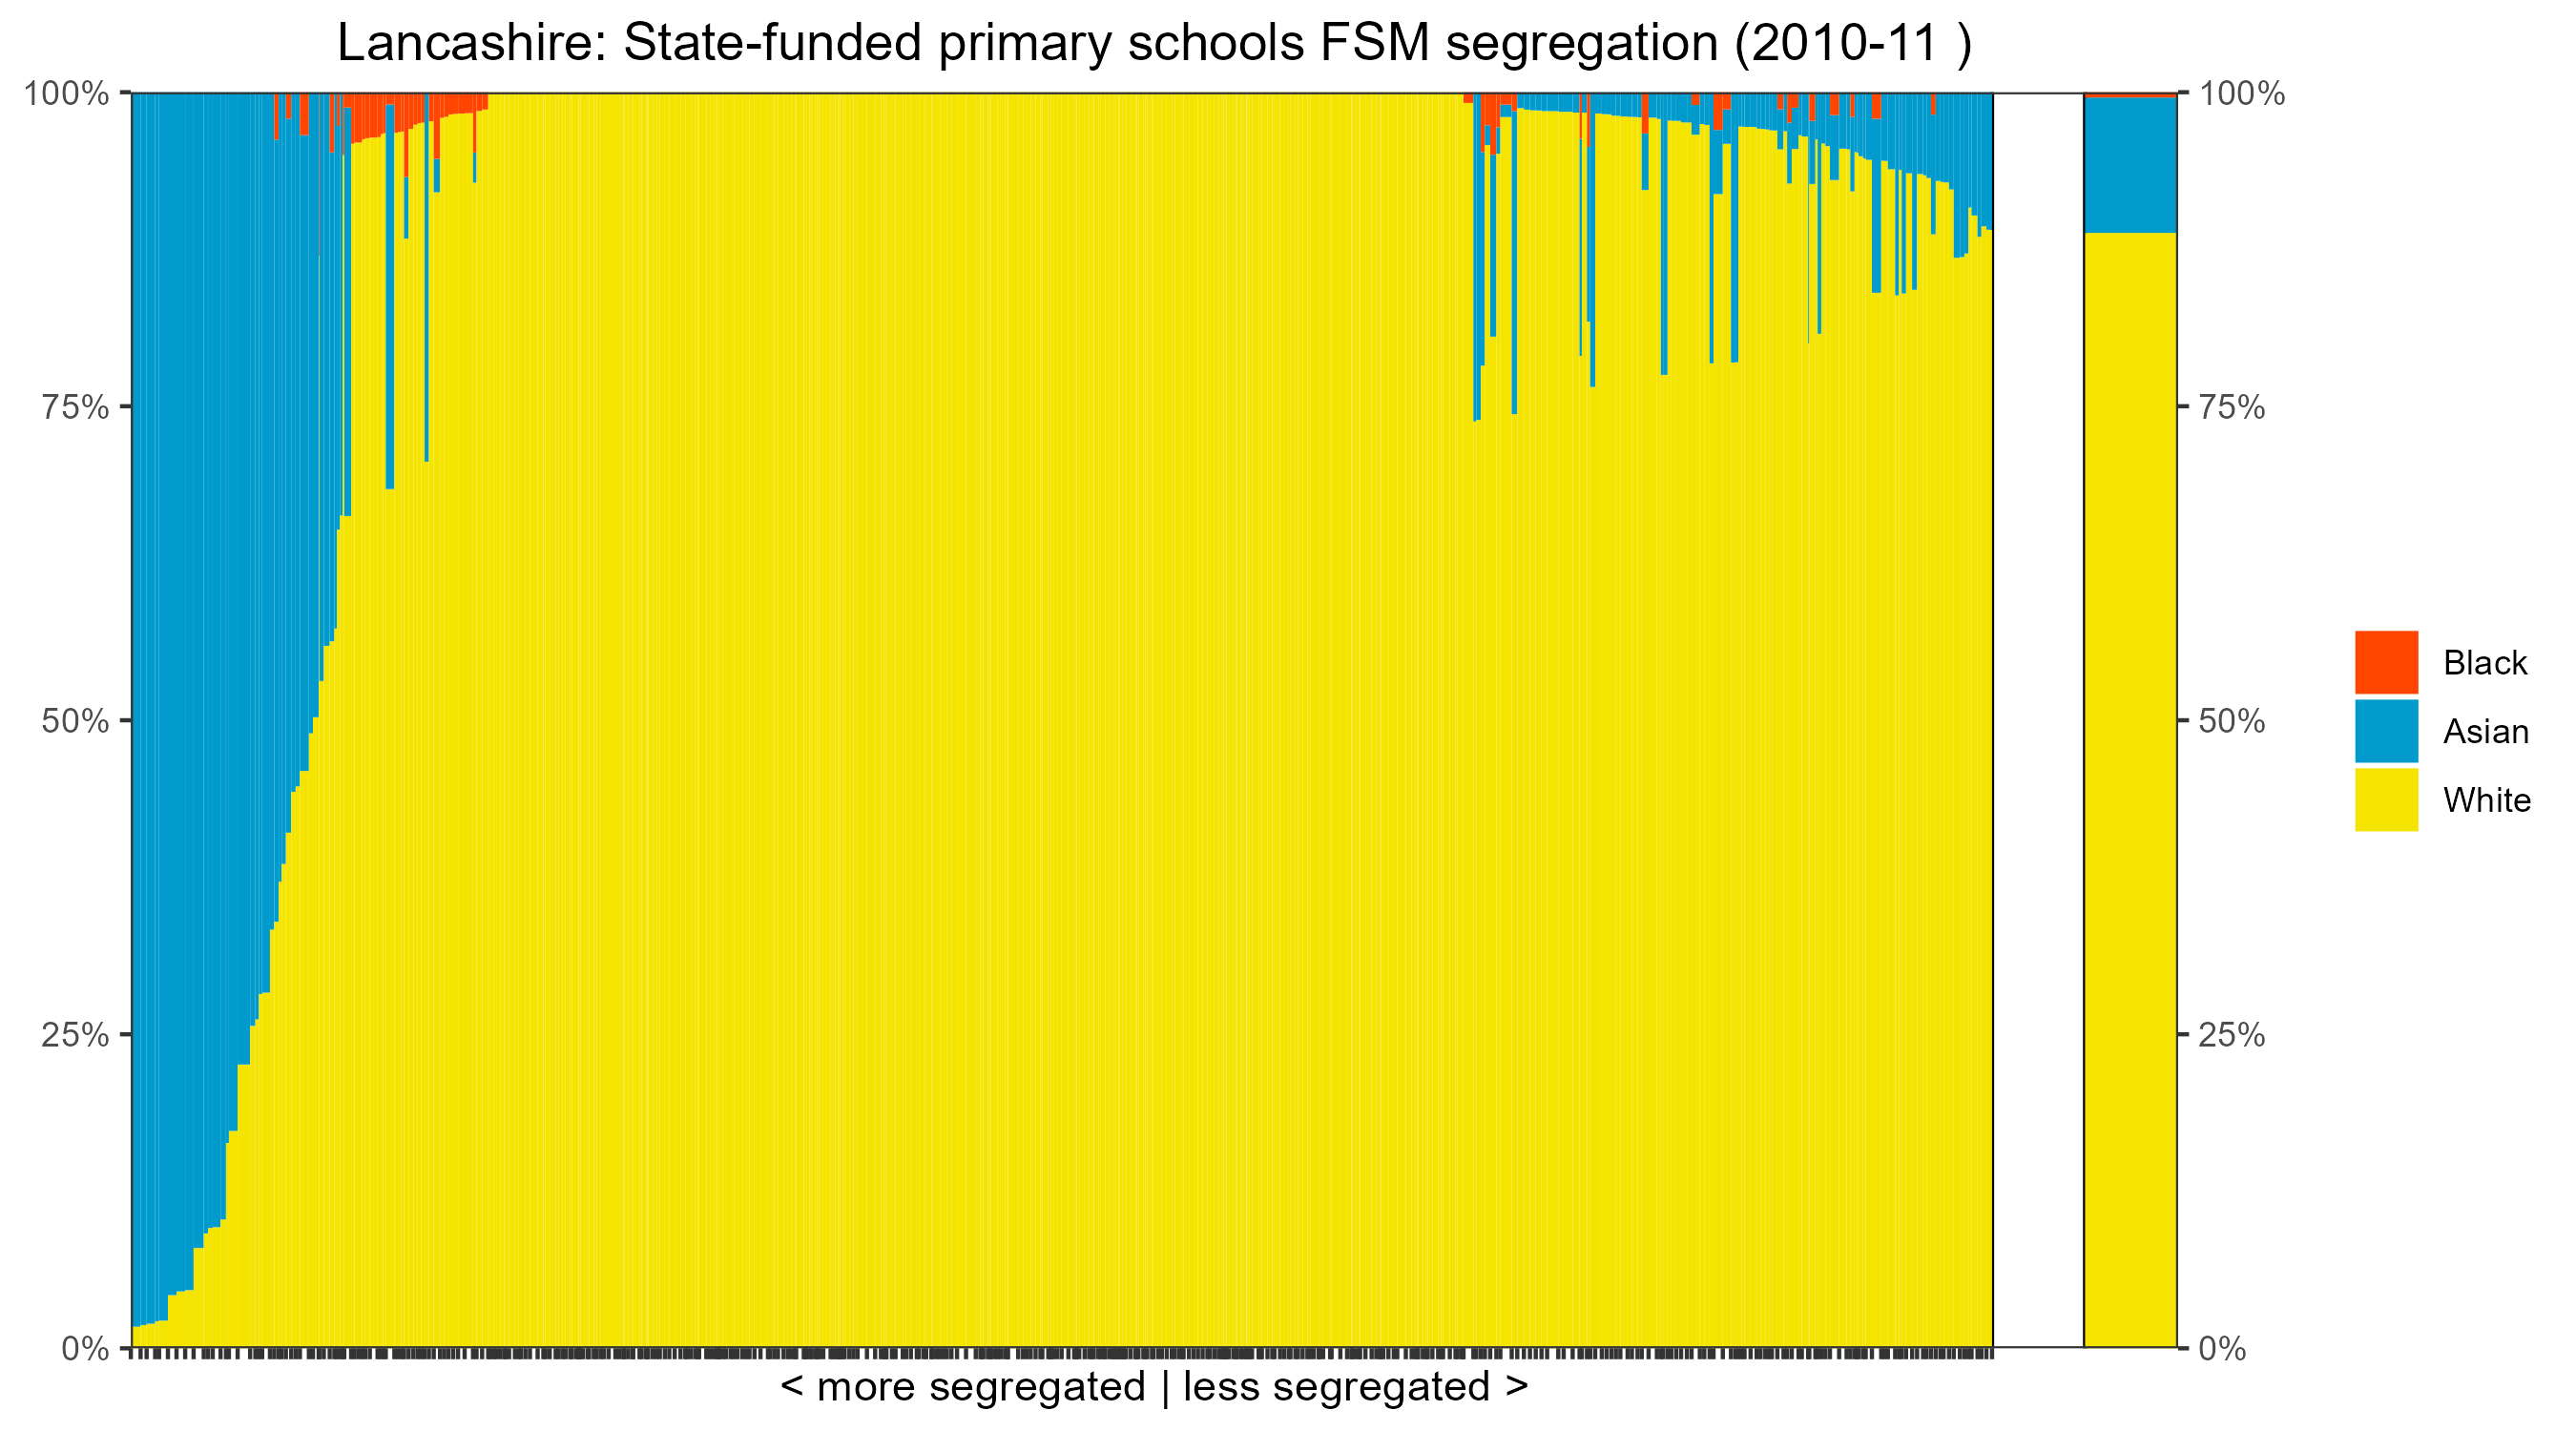 Lancashire: State-funded primary schools FSM segregation (2010-11 )
100%
75%
50%
25%
0%
100%
75%
50%
25%
0%
Black
Asian
White
< more segregated | less segregated >